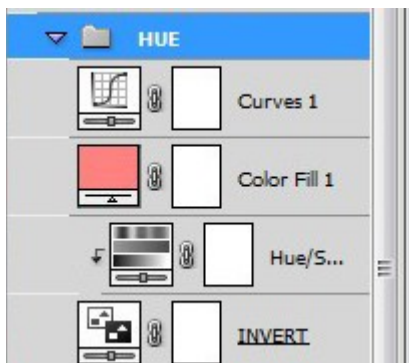 HUE
Curves 1
Color Fill 1
Hue/S...
INVERT